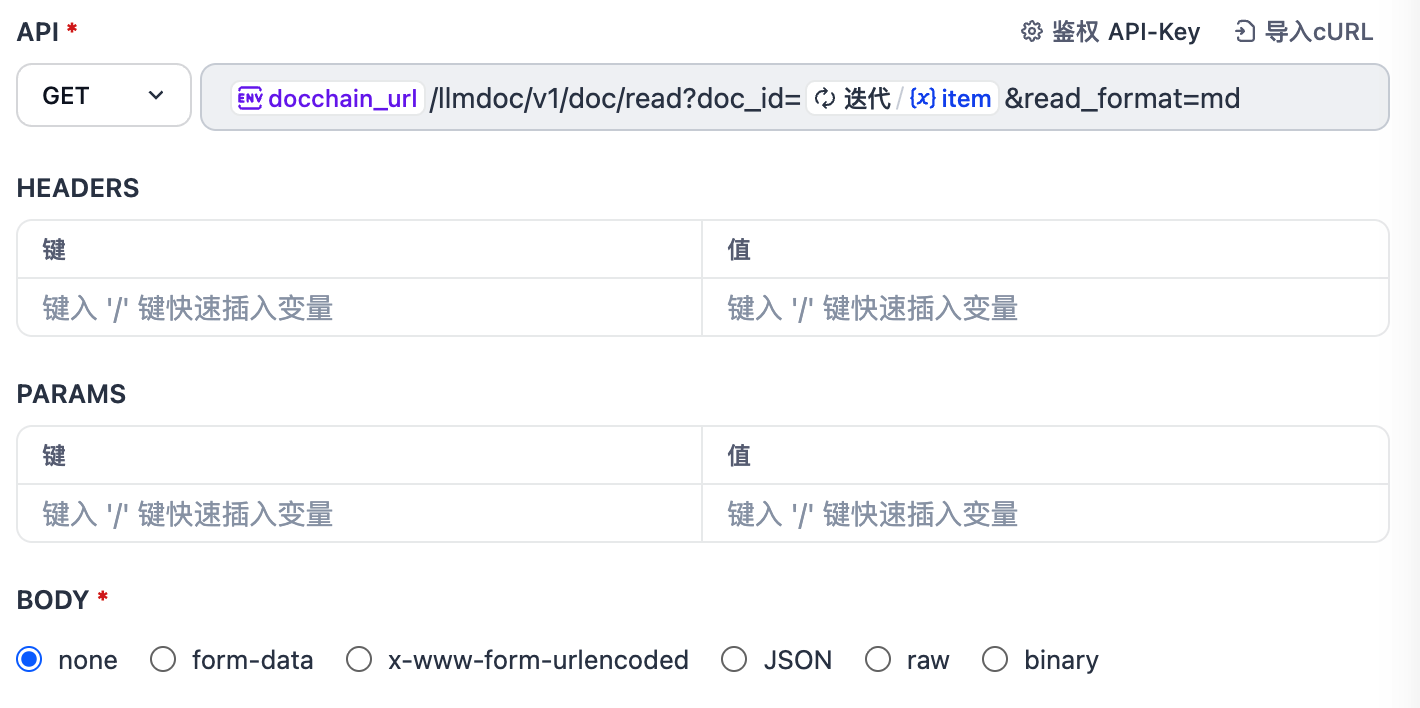 API * 鉴权 API-Key 导入cURL
GET ENV docchain_url /llmdoc/v1/doc/read?doc_id= 迭代 / {x} item &read_format=md
HEADERS
键 值
键入 '/' 键快速插入变量 键入 '/' 键快速插入变量
PARAMS
键 值
键入 '/' 键快速插入变量 键入 '/' 键快速插入变量
BODY *
none form-data x-www-form-urlencoded JSON raw binary